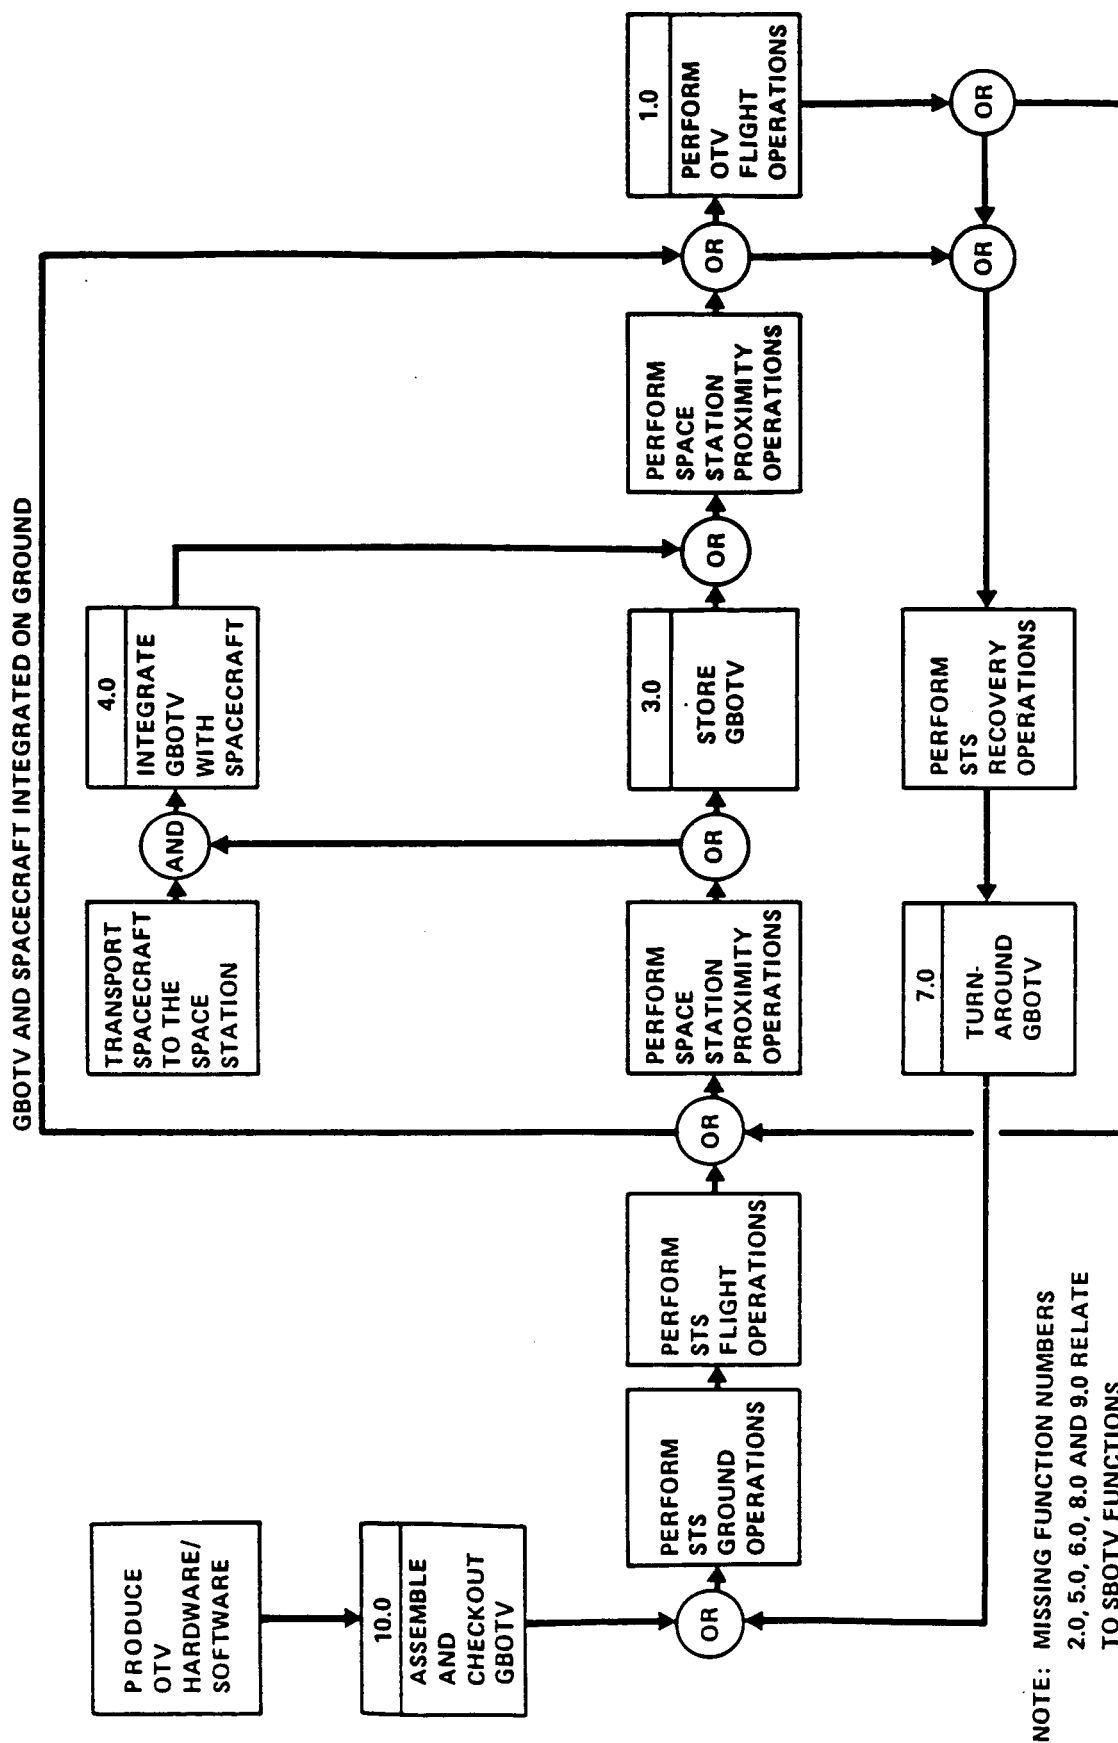 GBOTV AND SPACECRAFT INTEGRATED ON GROUND
PRODUCE
OTV
HARDWARE/
SOFTWARE
10.0
ASSEMBLE
AND
CHECKOUT
GBOTV
OR
PERFORM
STS
GROUND
OPERATIONS
PERFORM
STS
FLIGHT
OPERATIONS
OR
TRANSPORT
SPACECRAFT
TO THE
SPACE
STATION
AND
4.0
INTEGRATE
GBOTV
WITH
SPACECRAFT
PERFORM
SPACE
STATION
PROXIMITY
OPERATIONS
OR
3.0
STORE
GBOTV
OR
PERFORM
SPACE
STATION
PROXIMITY
OPERATIONS
OR
1.0
PERFORM
OTV
FLIGHT
OPERATIONS
OR
OR
PERFORM
STS
RECOVERY
OPERATIONS
7.0
TURN-
AROUND
GBOTV
NOTE: MISSING FUNCTION NUMBERS
2.0, 5.0, 6.0, 8.0 AND 9.0 RELATE
TO SBOTV FUNCTIONS